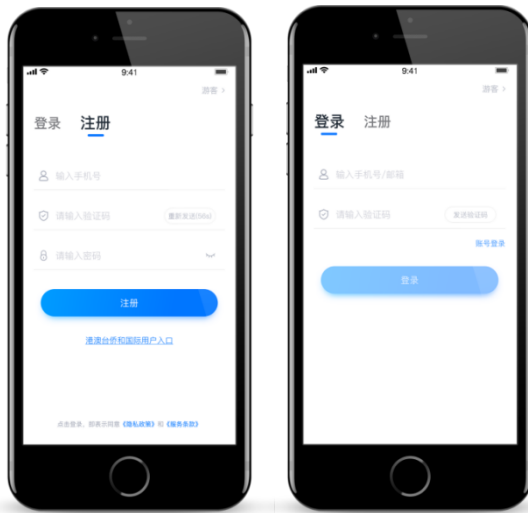 9:41
游客 >
登录 注册
输入手机号
请输入验证码 重新发送(58s)
请输入密码
注册
港澳台侨和国际用户入口
点击登录,即表示同意《隐私政策》和《服务条款》
9:41
游客 >
登录 注册
输入手机号/邮箱
请输入验证码 发送验证码
账号登录
登录